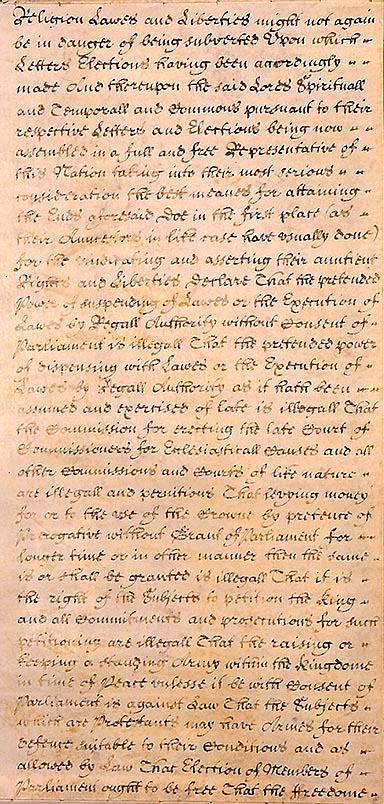 Religion Lawes and Liberties might not again
be in danger of being subverted Upon which
Letters Elections having been accordingly
made And thereupon the said Lords Spirituall
and Temporall and Commons pursuant to their
respective Letters and Elections being now
assembled in a full and free Representative of
this Nation taking into their most serious
consideration the best meanes for attaining
the Ends aforesaid Doe in the first place (as
their Auncestors in like case have usually done)
for the vindicating and asserting their auntient
Rights and Liberties, Declare That the pretended
Power of suspending of Lawes or the Execution of
Lawes by Regall Authority without Consent of
Parliament is illegall That the pretended power
of dispensing with Lawes or the Execution of
Lawes by Regall Authority as it hath been
assumed and exercised of late is illegall That
the Commission for erecting the late Court of
Commissioners for Ecclesiasticall Causes and all
other Commissions and Courts of like nature
are illegall and pernitious That levying money
for or to the use of the Crowne by pretence of
Prerogative without Grant of Parliament for
longer time or in other manner then the same
is or shall be granted is illegall That it is
the right of the Subjects to petition the King
and all Commitments and prosecutions for such
petitioning are illegall That the raising or
keeping a standing Army within the Kingdome
in time of Peace unlesse it be with Consent of
Parliament is against Law That the Subjects
which are Protestants may have Armes for their
defence suitable to their Conditions and as
allowed by Law That Election of Members of
Parliament ought to be free That the freedome